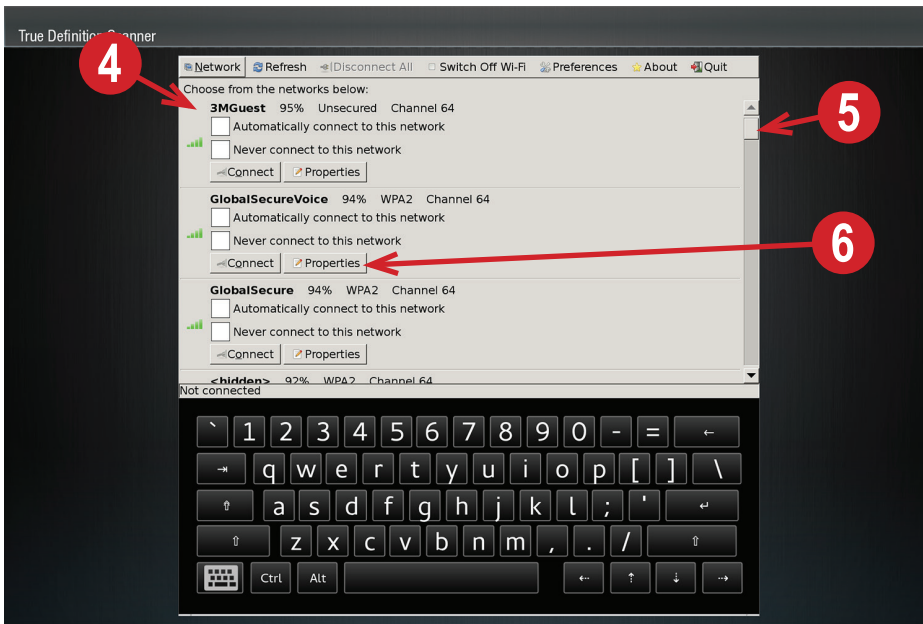 True Definition Scanner
4
Network Refresh Disconnect All Switch Off Wi-Fi Preferences About Quit
Choose from the networks below:
3MGuest 95% Unsecured Channel 64
Automatically connect to this network
Never connect to this network
Connect Properties
5
GlobalSecureVoice 94% WPA2 Channel 64
Automatically connect to this network
Never connect to this network
Connect Properties
6
GlobalSecure 94% WPA2 Channel 64
Automatically connect to this network
Never connect to this network
Connect Properties
<hidden> 92% WPA2 Channel 64
Not connected
` 1 2 3 4 5 6 7 8 9 0 - = ←
⇥ q w e r t y u i o p [ ] \
⇧ a s d f g h j k l ; ' ↵
⇧ z x c v b n m , . / ⇧
Ctrl Alt ← ↑ ↓ →